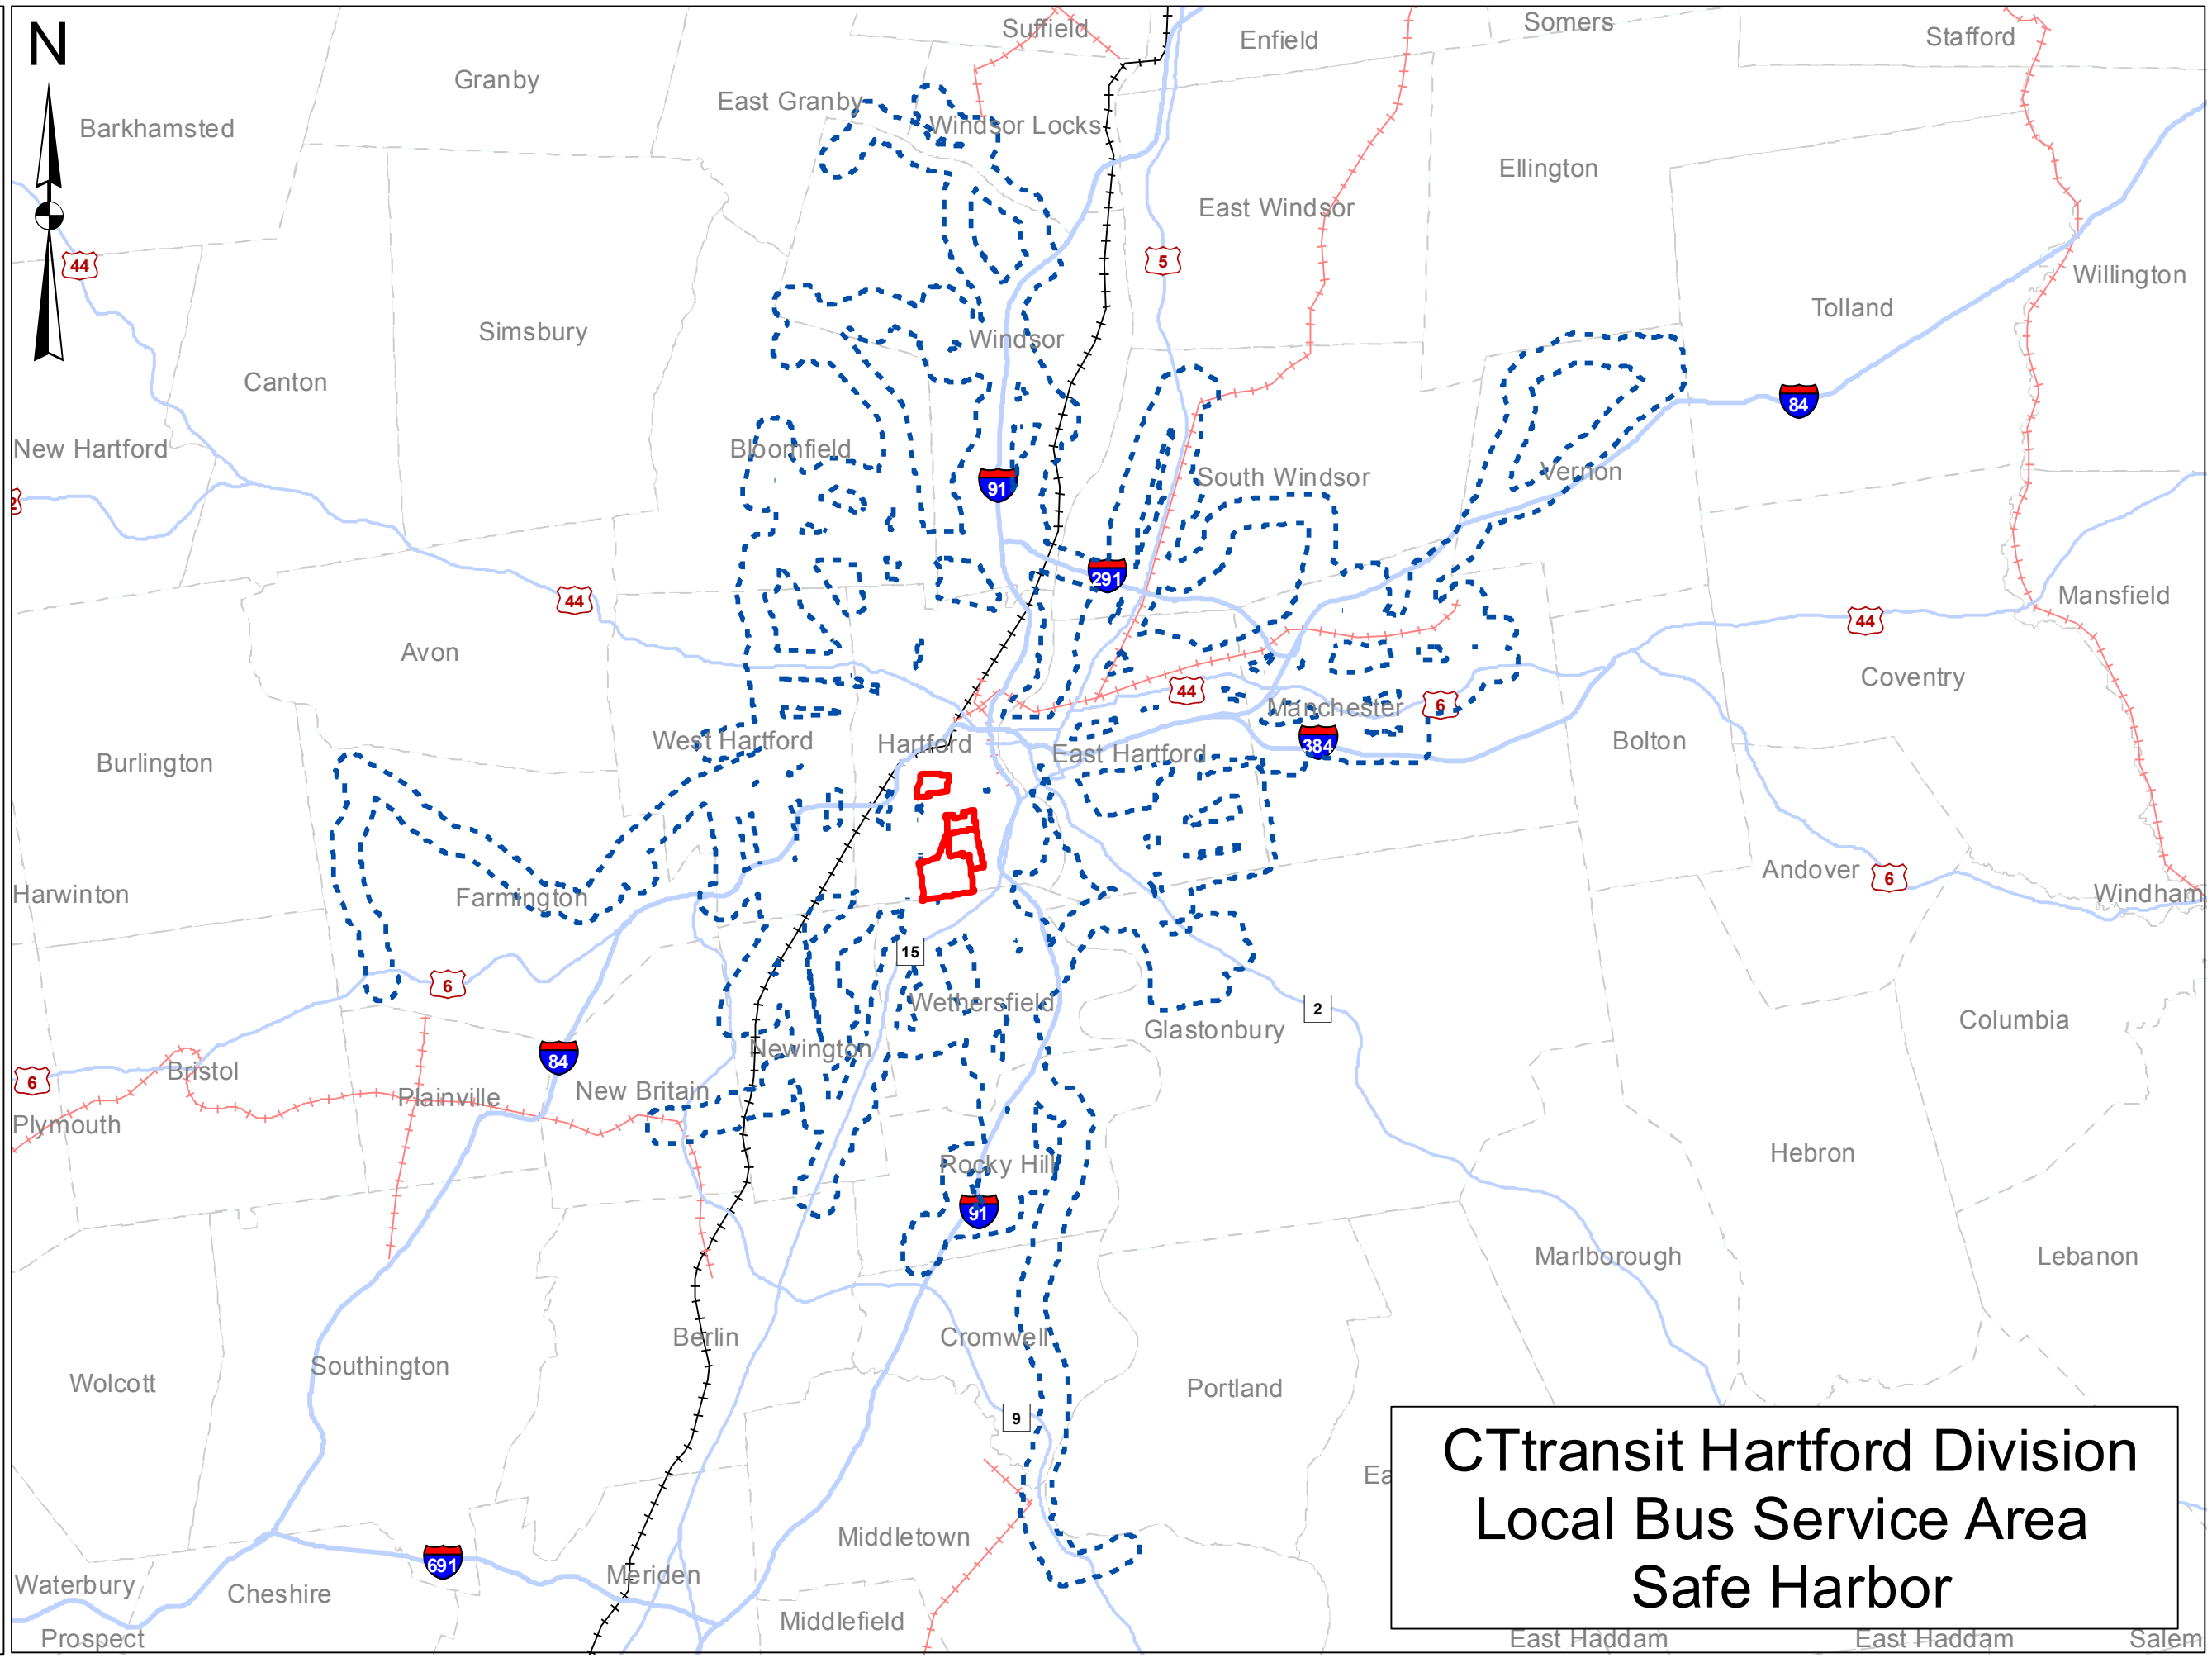 N
Suffield
Enfield
Somers
Stafford
Granby
East Granby
Barkhamsted
Windsor Locks
Ellington
East Windsor
44
5
Willington
Tolland
Simsbury
Windsor
Canton
84
New Hartford
Bloomfield
Vernon
South Windsor
91
291
44
Mansfield
44
Avon
Coventry
44
6
Manchester
West Hartford
Hartford
East Hartford
384
Bolton
Burlington
Andover
6
Harwinton
Farmington
Windham
15
6
Wethersfield
2
Glastonbury
Columbia
Newington
84
Bristol
6
New Britain
Plainville
Plymouth
Hebron
Rocky Hill
91
Marlborough
Lebanon
Berlin
Cromwell
Southington
Wolcott
Portland
9
Ea
CTtransit Hartford Division
Local Bus Service Area
Safe Harbor
Middletown
691
Meriden
Waterbury
Cheshire
Middlefield
Prospect
East Haddam
East Haddam
Salem